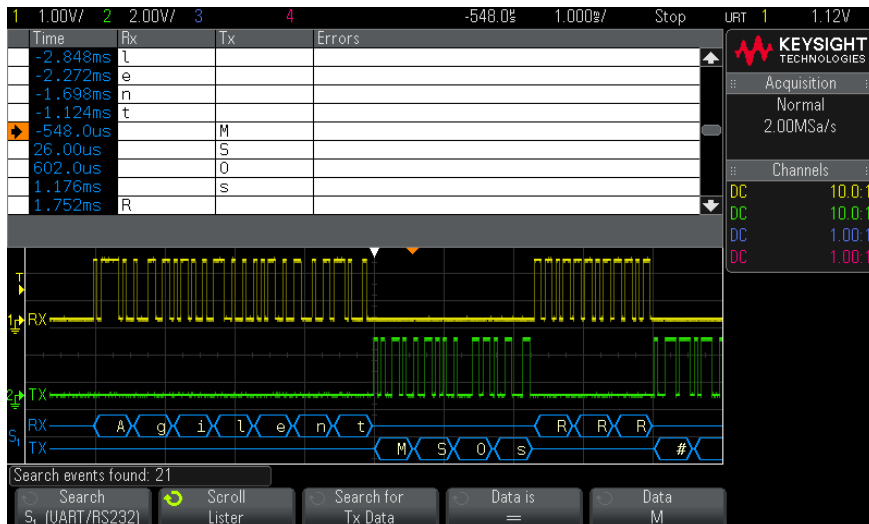 1 1.00V/ 2 2.00V/ 3 4 -548.0us 1.000ms/ Stop URT 1 1.12V
Time Rx Tx Errors
-2.848ms l
-2.272ms e
-1.698ms n
-1.124ms t
-548.0us M
26.00us S
602.0us O
1.176ms s
1.752ms R
KEYSIGHT
TECHNOLOGIES
Acquisition
Normal
2.00MSa/s
Channels
DC 10.0:1
DC 10.0:1
DC 1.00:1
DC 1.00:1
T
1 RX
2 TX
S1 RX A g i l e n t R R R
TX M S O s #
Search events found: 21
Search Scroll Search for Data is Data
S1 (UART/RS232) Lister Tx Data = M